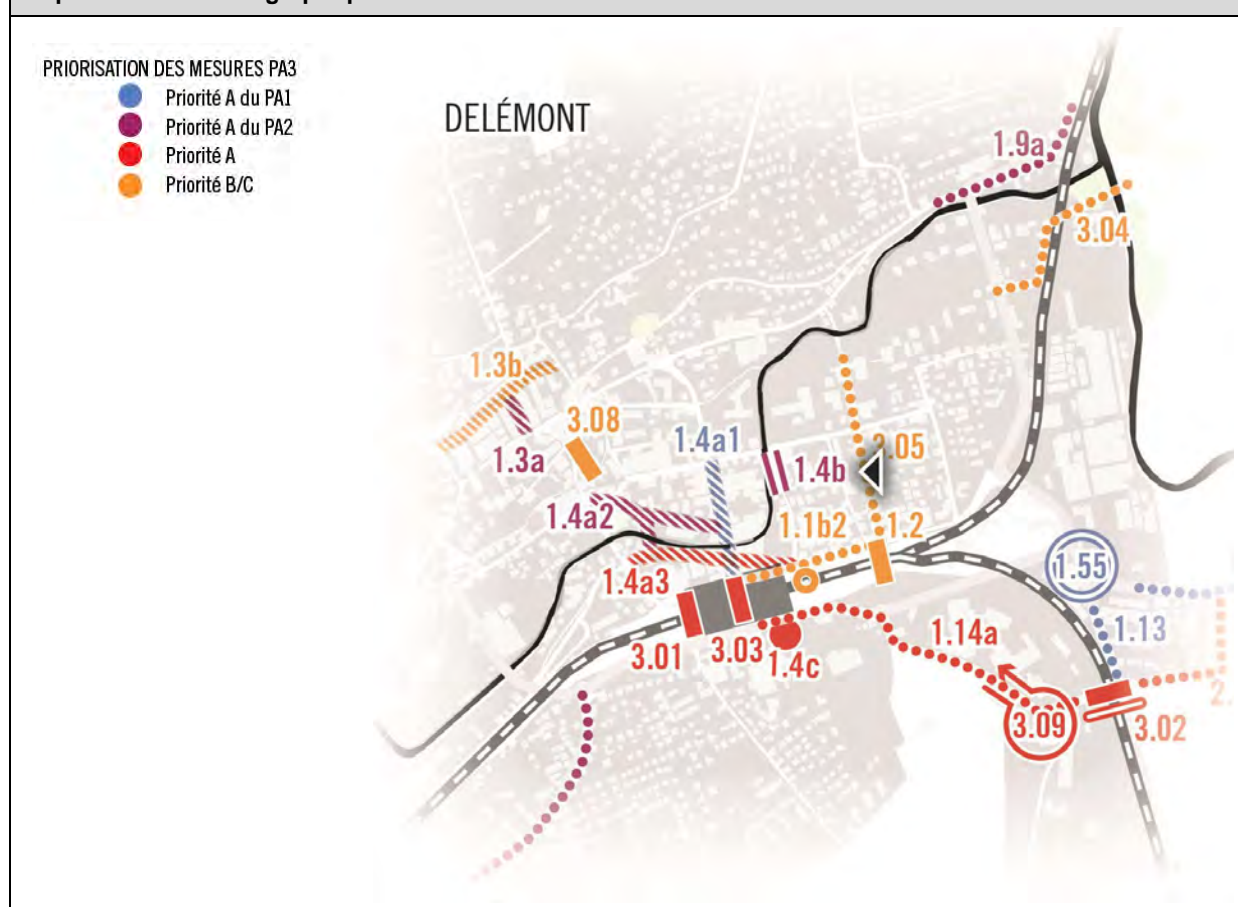 PRIORISATION DES MESURES PA3
Priorité A du PA1
Priorité A du PA2
Priorité A
Priorité B/C
DELÉMONT
1.9a
3.04
1.3b
3.08
1.4a1
1.3a
1.4b
3.05
1.4a2
1.1b2
1.2
1.4a3
1.55
1.13
3.01
3.03
1.4c
1.14a
3.09
3.02